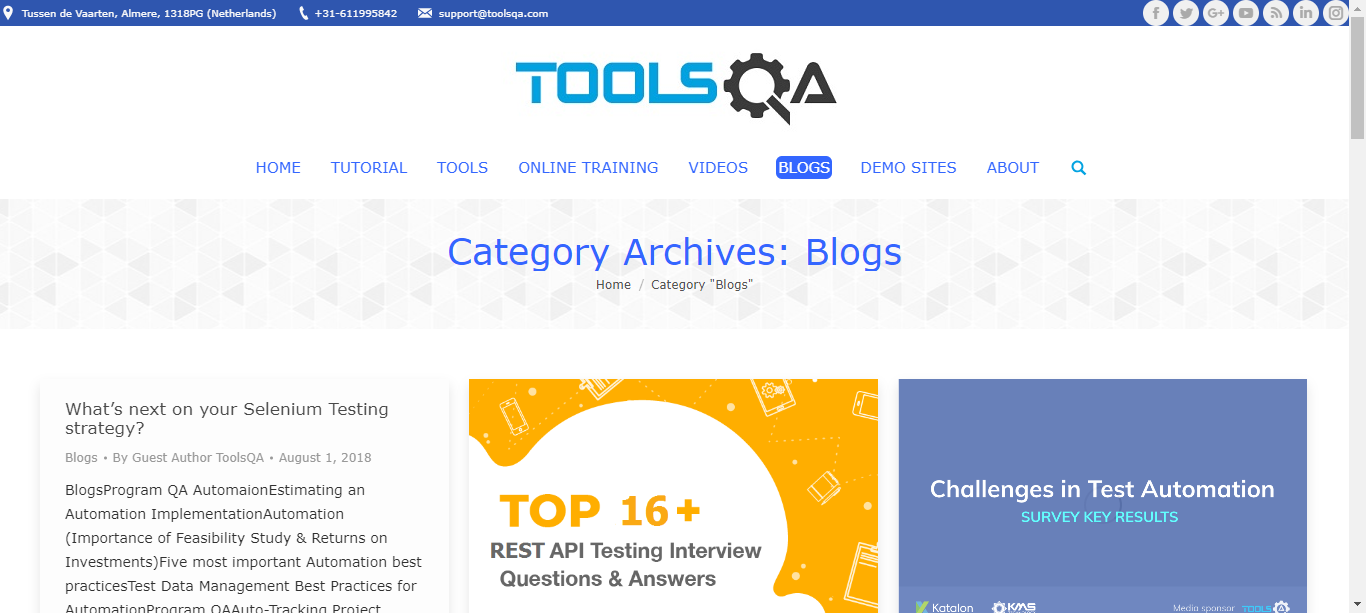 Tussen de Vaarten, Almere, 1318PG (Netherlands) +31-611995842 support@toolsqa.com
TOOLSQA
HOME TUTORIAL TOOLS ONLINE TRAINING VIDEOS BLOGS DEMO SITES ABOUT
Category Archives: Blogs
Home / Category "Blogs"
What’s next on your Selenium Testing
strategy?
Blogs • By Guest Author ToolsQA • August 1, 2018
BlogsProgram QA AutomaionEstimating an
Automation ImplementationAutomation
(Importance of Feasibility Study & Returns on
Investments)Five most important Automation best
practicesTest Data Management Best Practices for
AutomationProgram QAAuto-Tracking Project
TOP 16+
REST API Testing Interview
Questions & Answers
Challenges in Test Automation
SURVEY KEY RESULTS
Katalon KMS Media sponsor TOOLSQA